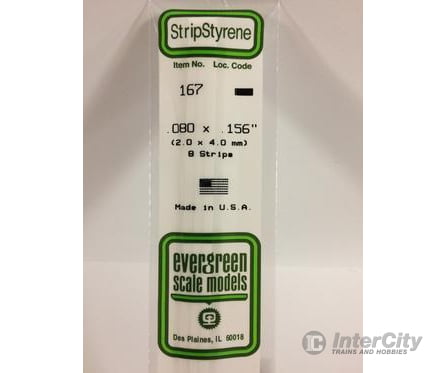 StripStyrene
Item No. Loc. Code
167
.080 x .156"
(2.0 x 4.0 mm)
8 Strips
Made in U.S.A.
evergreen
scale models
Des Plaines, IL 60018
IC InterCity
TRAINS AND HOBBIES